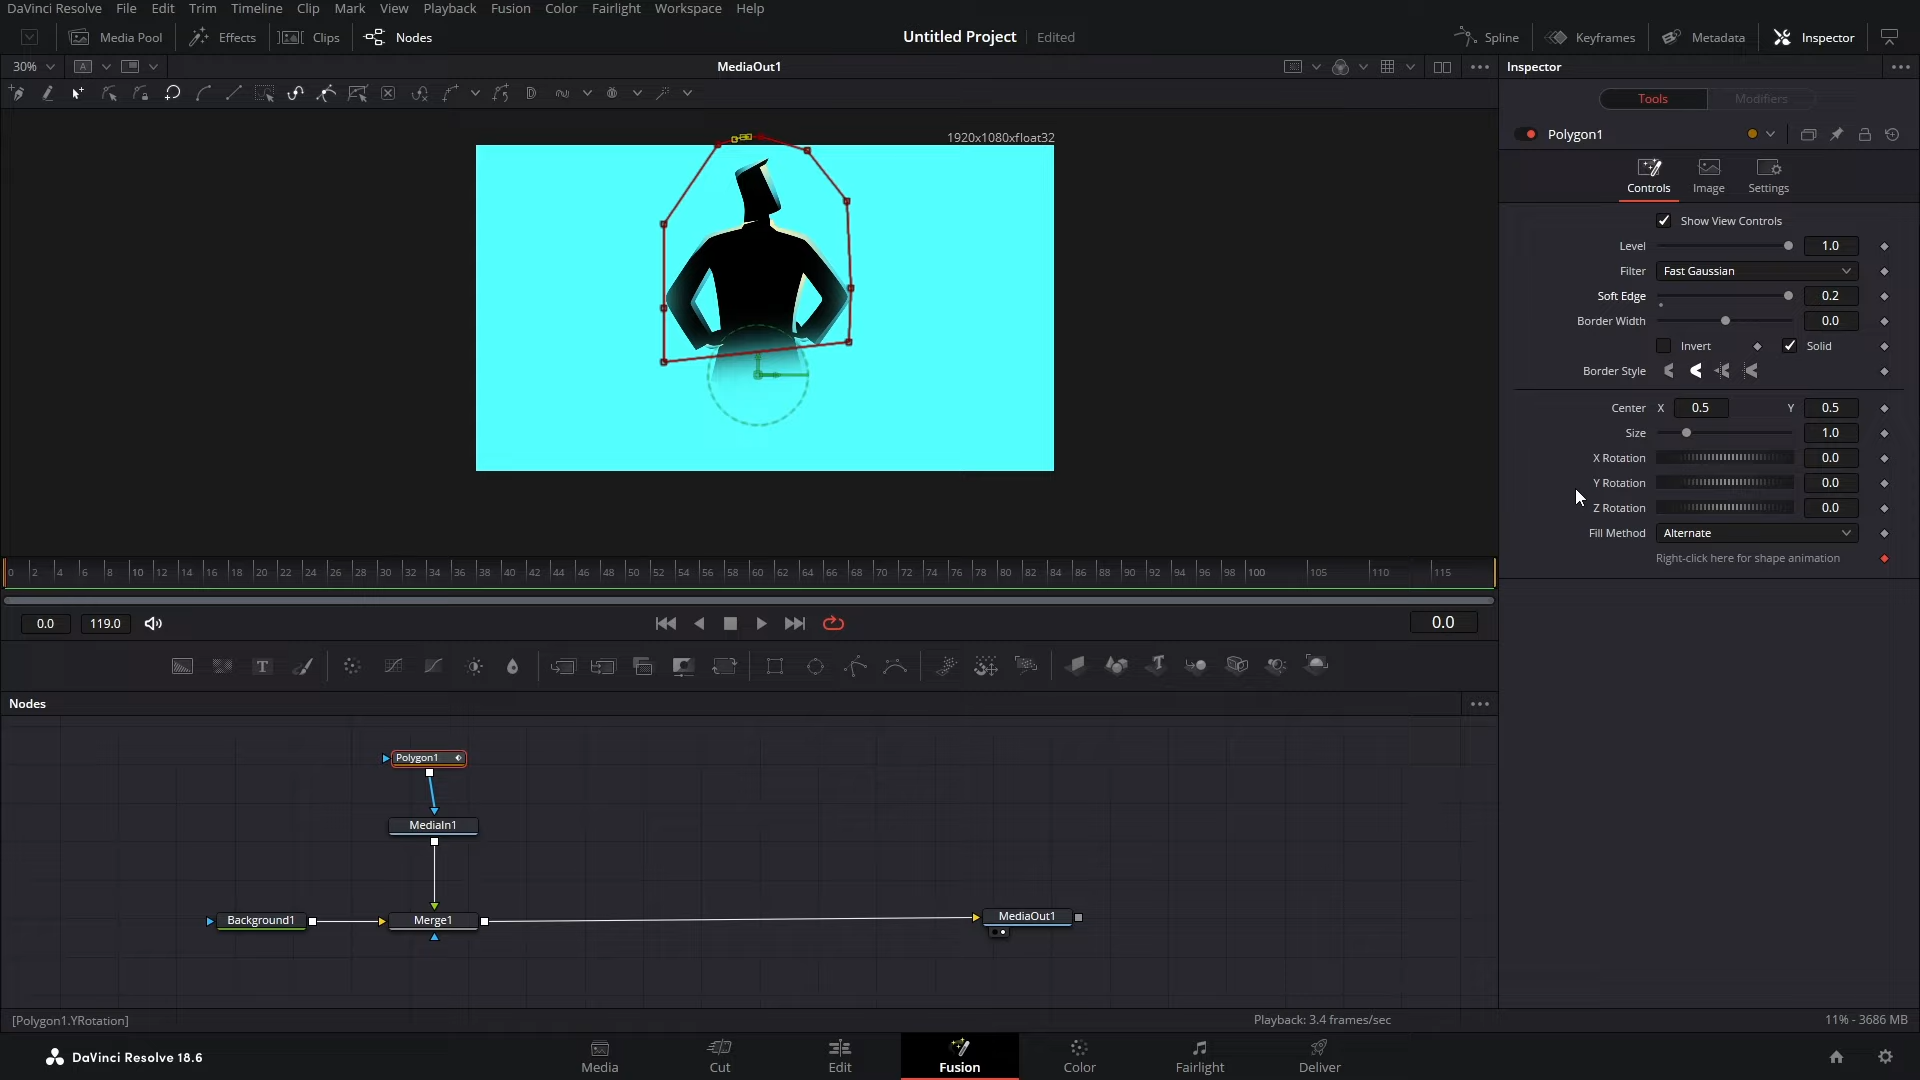 DaVinci Resolve File Edit Trim Timeline Clip Mark View Playback Fusion Color Fairlight Workspace Help
Media Pool Effects Clips Nodes Untitled Project Edited Spline Keyframes Metadata Inspector
30% A MediaOut1 Inspector
Tools Modifiers
1920x1080xfloat32
Polygon1
Controls Image Settings
Show View Controls
Level 1.0
Filter Fast Gaussian
Soft Edge 0.2
Border Width 0.0
Invert Solid
Border Style
Center X 0.5 Y 0.5
Size 1.0
X Rotation 0.0
Y Rotation 0.0
Z Rotation 0.0
Fill Method Alternate
Right-click here for shape animation
0 2 4 6 8 10 12 14 16 18 20 22 24 26 28 30 32 34 36 38 40 42 44 46 48 50 52 54 56 58 60 62 64 66 68 70 72 74 76 78 80 82 84 86 88 90 92 94 96 98 100 105 110 115
0.0 119.0 0.0
Nodes
Polygon1
MediaIn1
Background1 Merge1 MediaOut1
[Polygon1.YRotation] Playback: 3.4 frames/sec 11% - 3686 MB
DaVinci Resolve 18.6 Media Cut Edit Fusion Color Fairlight Deliver